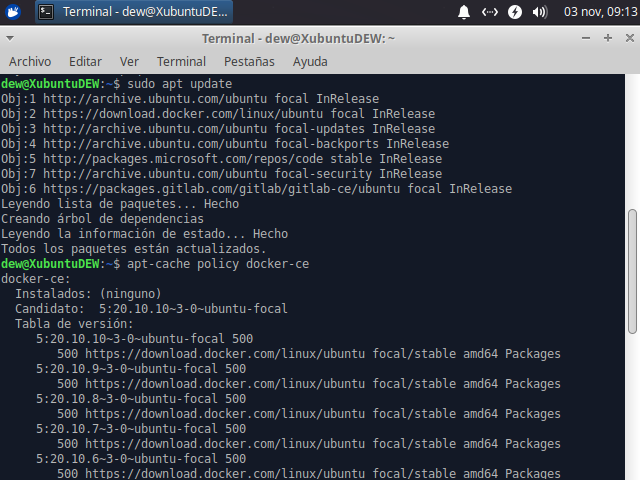 Terminal - dew@XubuntuDE...
03 nov, 09:13
Terminal - dew@XubuntuDEW: ~
Archivo Editar Ver Terminal Pestañas Ayuda
dew@XubuntuDEW:~$ sudo apt update
Obj:1 http://archive.ubuntu.com/ubuntu focal InRelease
Obj:2 https://download.docker.com/linux/ubuntu focal InRelease
Obj:3 http://archive.ubuntu.com/ubuntu focal-updates InRelease
Obj:4 http://archive.ubuntu.com/ubuntu focal-backports InRelease
Obj:5 http://packages.microsoft.com/repos/code stable InRelease
Obj:7 http://archive.ubuntu.com/ubuntu focal-security InRelease
Obj:6 https://packages.gitlab.com/gitlab/gitlab-ce/ubuntu focal InRelease
Leyendo lista de paquetes... Hecho
Creando árbol de dependencias
Leyendo la información de estado... Hecho
Todos los paquetes están actualizados.
dew@XubuntuDEW:~$ apt-cache policy docker-ce
docker-ce:
  Instalados: (ninguno)
  Candidato:  5:20.10.10~3-0~ubuntu-focal
  Tabla de versión:
     5:20.10.10~3-0~ubuntu-focal 500
        500 https://download.docker.com/linux/ubuntu focal/stable amd64 Packages
     5:20.10.9~3-0~ubuntu-focal 500
        500 https://download.docker.com/linux/ubuntu focal/stable amd64 Packages
     5:20.10.8~3-0~ubuntu-focal 500
        500 https://download.docker.com/linux/ubuntu focal/stable amd64 Packages
     5:20.10.7~3-0~ubuntu-focal 500
        500 https://download.docker.com/linux/ubuntu focal/stable amd64 Packages
     5:20.10.6~3-0~ubuntu-focal 500
        500 https://download.docker.com/linux/ubuntu focal/stable amd64 Packages